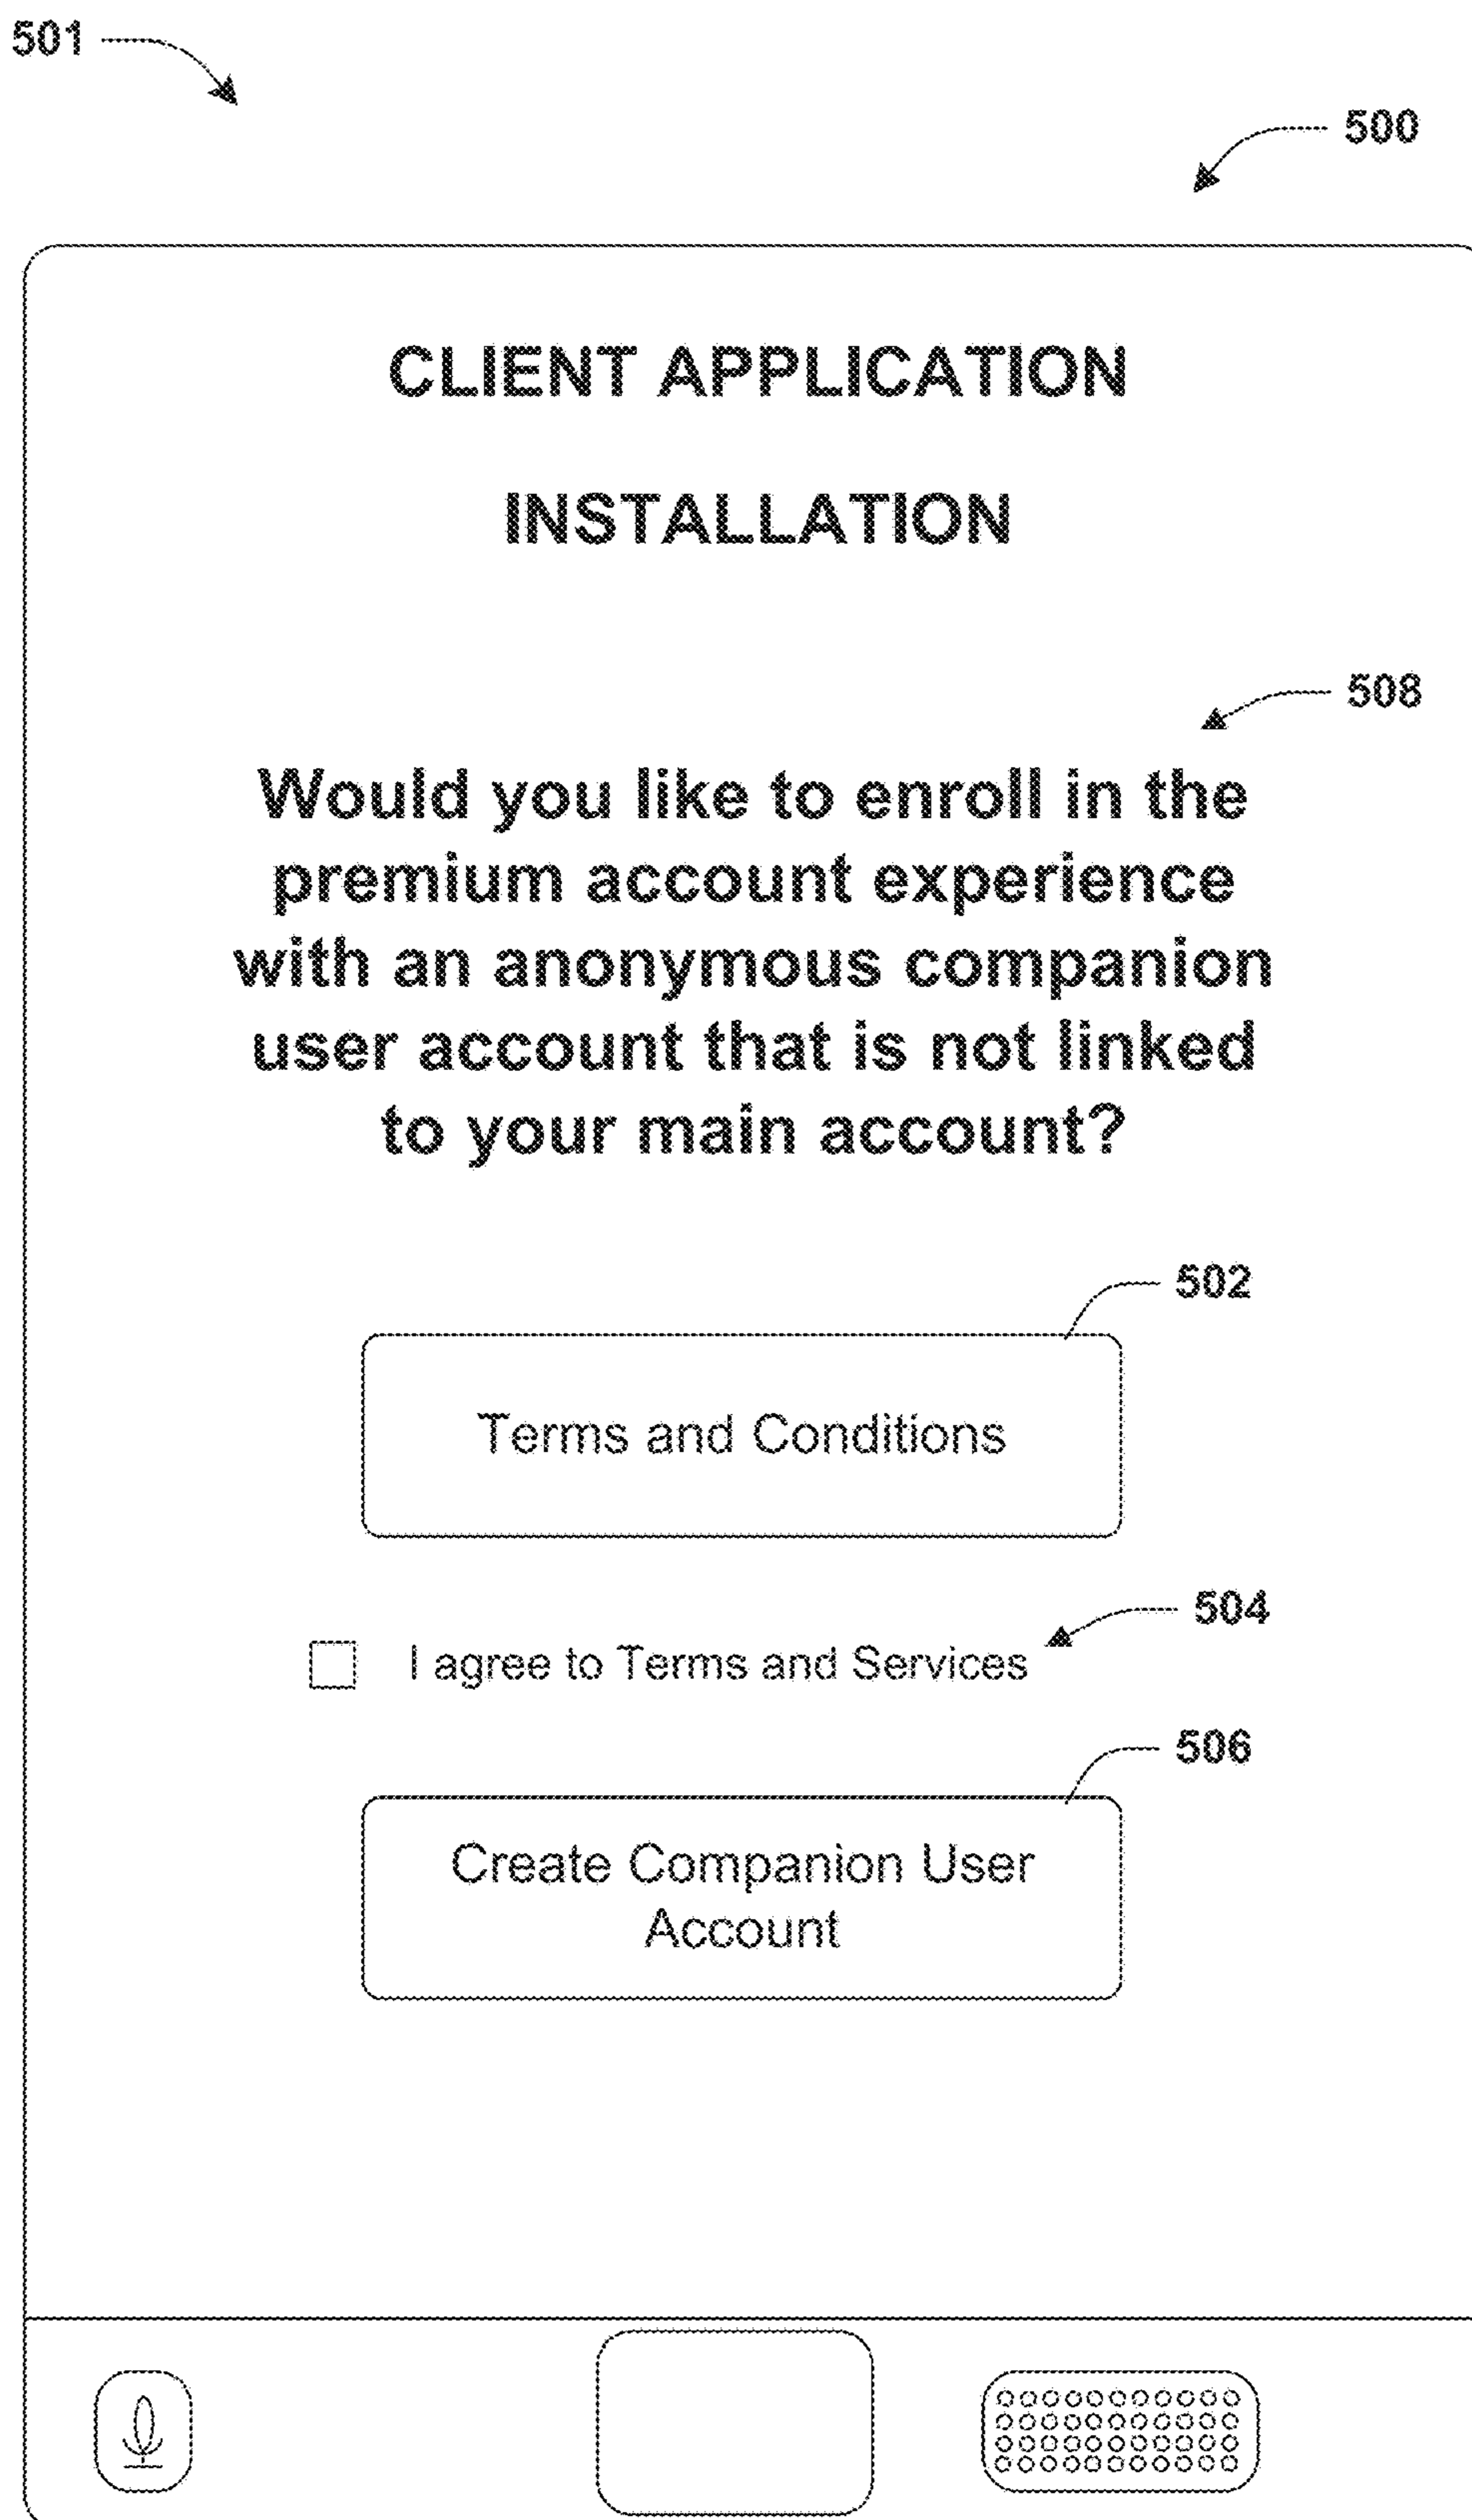 501
500
CLIENT APPLICATION
INSTALLATION
508
Would you like to enroll in the
premium account experience
with an anonymous companion
user account that is not linked
to your main account?
502
Terms and Conditions
504
I agree to Terms and Services
506
Create Companion User
Account